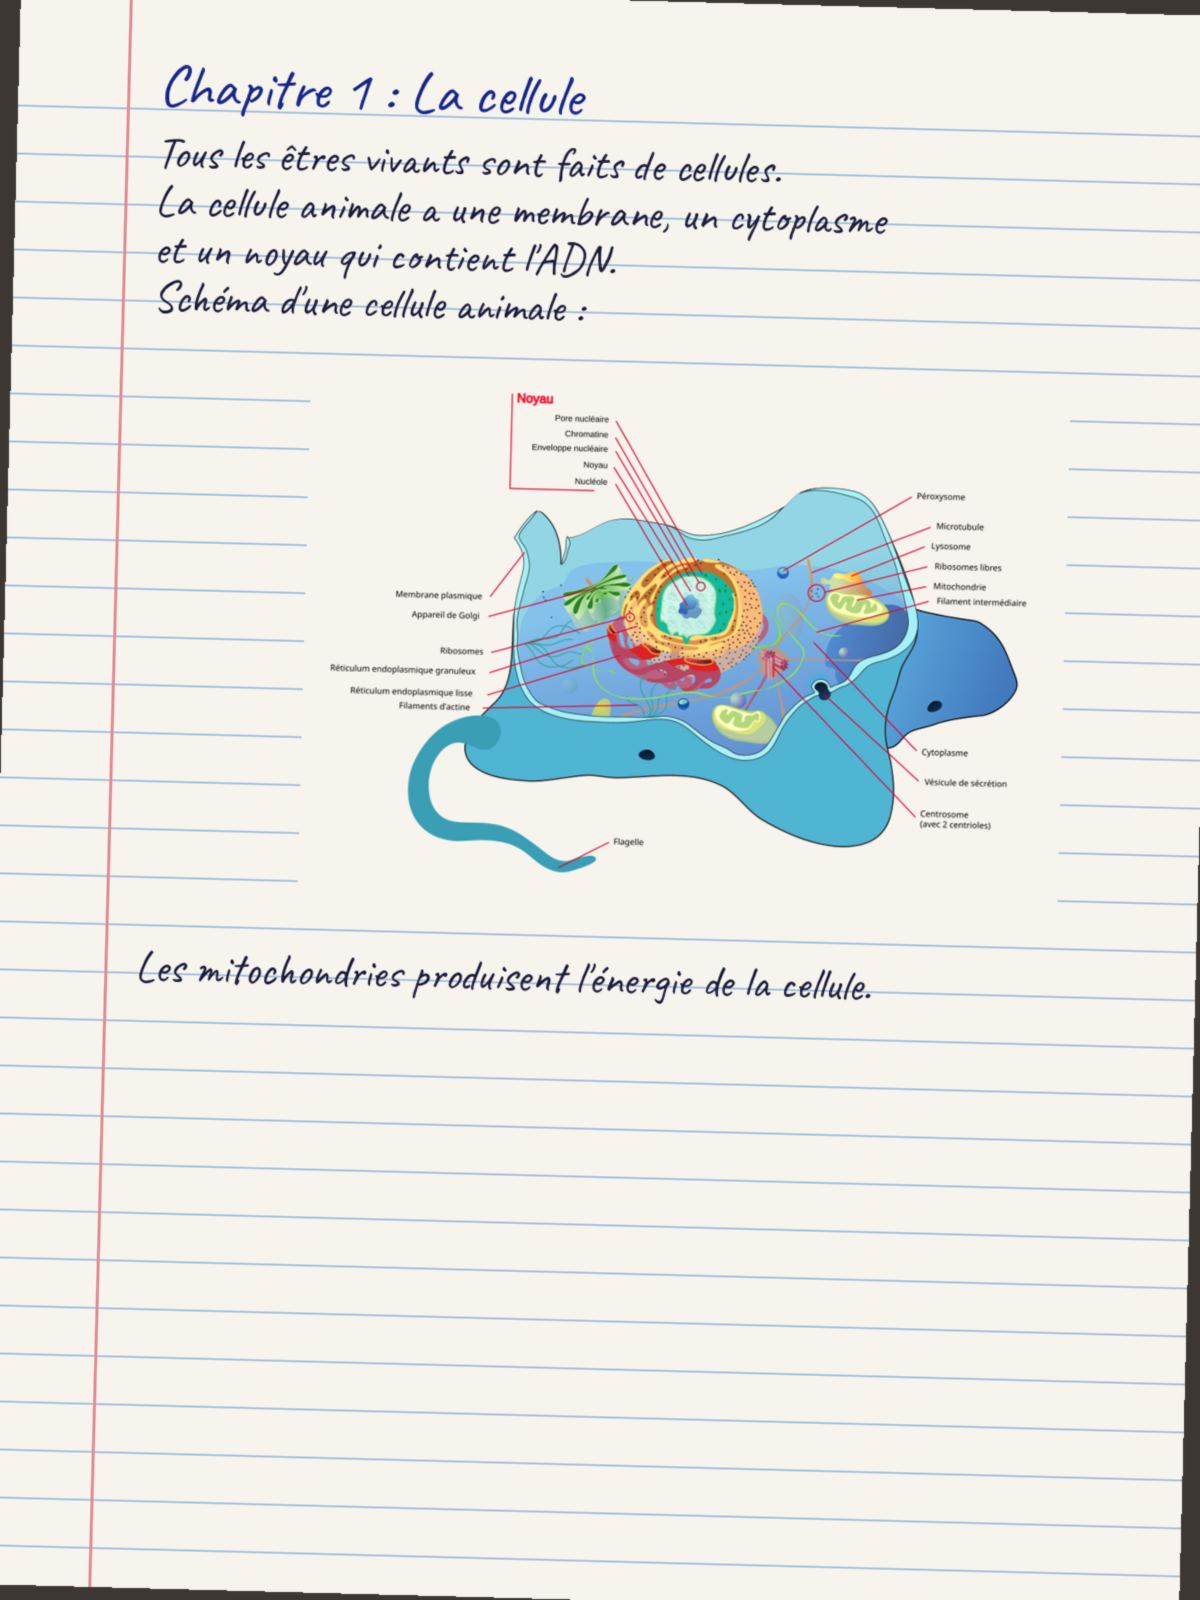 Chapitre 1 : La cellule
Tous les êtres vivants sont faits de cellules.
La cellule animale a une membrane, un cytoplasme
et un noyau qui contient l'ADN.
Schéma d'une cellule animale :
Noyau
Pore nucléaire
Chromatine
Enveloppe nucléaire
Noyau
Nucléole
Péroxysome
Microtubule
Lysosome
Ribosomes libres
Mitochondrie
Filament intermédiaire
Membrane plasmique
Appareil de Golgi
Ribosomes
Réticulum endoplasmique granuleux
Réticulum endoplasmique lisse
Filaments d'actine
Cytoplasme
Vésicule de sécrétion
Centrosome
(avec 2 centrioles)
Flagelle
Les mitochondries produisent l'énergie de la cellule.